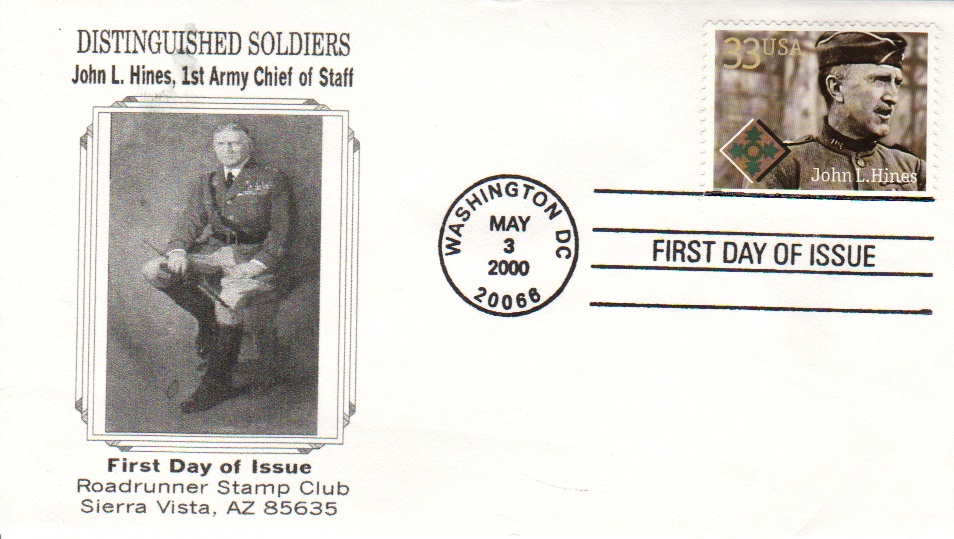 DISTINGUISHED SOLDIERS
John L. Hines, 1st Army Chief of Staff
First Day of Issue
Roadrunner Stamp Club
Sierra Vista, AZ 85635
33USA
John L. Hines
WASHINGTON DC
MAY
3
2000
20066
FIRST DAY OF ISSUE